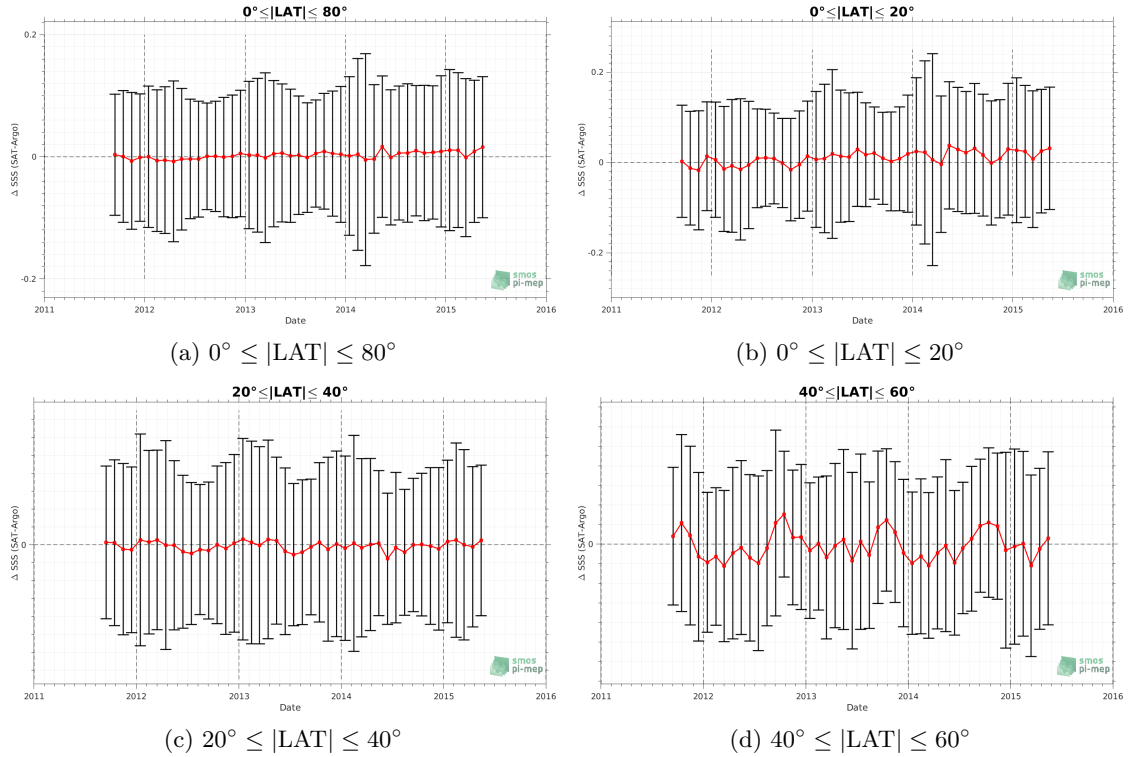 0°≤|LAT|≤ 80°
0.2
0
-0.2
Δ SSS (SAT-Argo)
2011 2012 2013 2014 2015 2016
Date
smos
pi-mep
(a) 0° ≤ |LAT| ≤ 80°
0°≤|LAT|≤ 20°
0.2
0
-0.2
Δ SSS (SAT-Argo)
2011 2012 2013 2014 2015 2016
Date
smos
pi-mep
(b) 0° ≤ |LAT| ≤ 20°
20°≤|LAT|≤ 40°
0
Δ SSS (SAT-Argo)
2011 2012 2013 2014 2015 2016
Date
smos
pi-mep
(c) 20° ≤ |LAT| ≤ 40°
40°≤|LAT|≤ 60°
0
Δ SSS (SAT-Argo)
2011 2012 2013 2014 2015 2016
Date
smos
pi-mep
(d) 40° ≤ |LAT| ≤ 60°